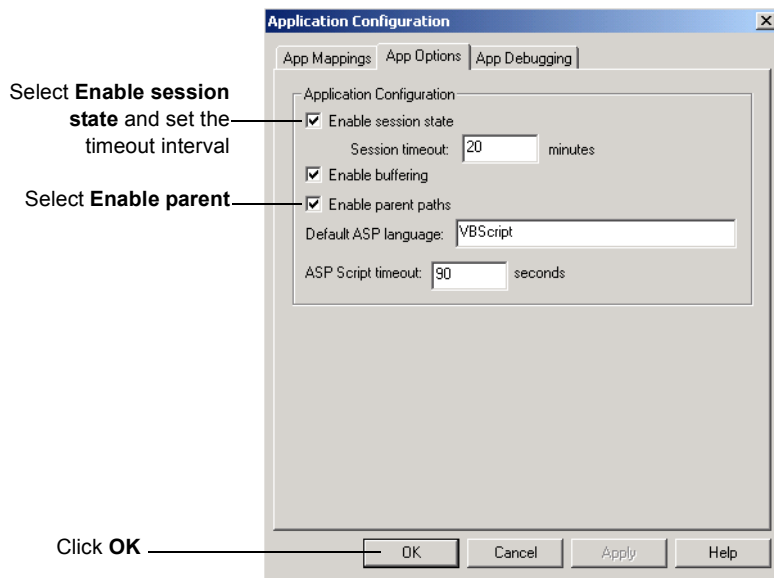 Application Configuration
App Mappings App Options App Debugging
Select Enable session
state and set the
timeout interval
Application Configuration
Enable session state
Session timeout: 20 minutes
Enable buffering
Select Enable parent
Enable parent paths
Default ASP language: VBScript
ASP Script timeout: 90 seconds
Click OK
OK Cancel Apply Help